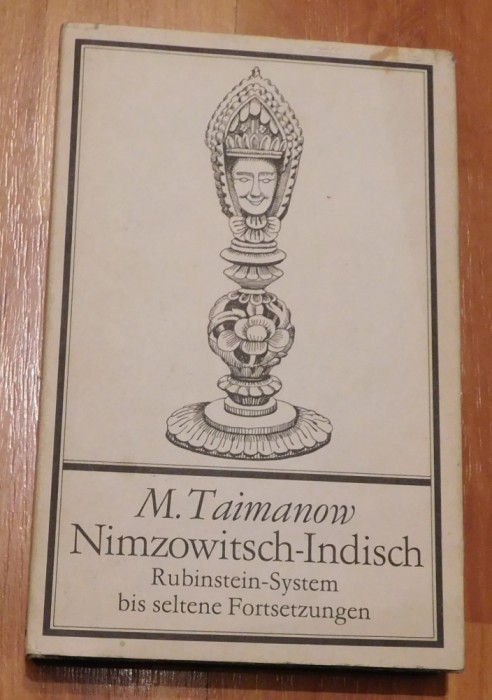 M. Taimanow
Nimzowitsch-Indisch
Rubinstein-System
bis seltene Fortsetzungen